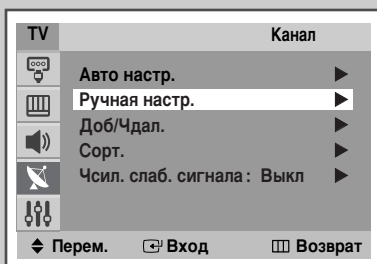 TV Канал
Авто настр.
Ручная настр.
Доб/Чдал.
Сорт.
Чсил. слаб. сигнала : Выкл
Перем. Вход Возврат